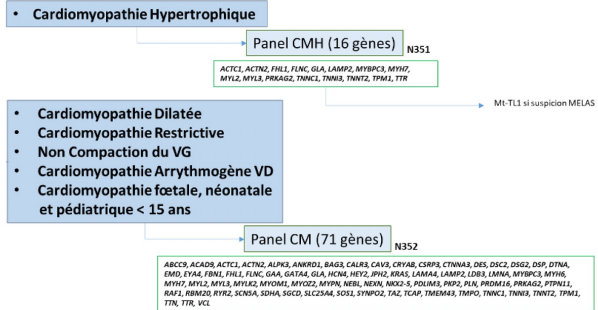 • Cardiomyopathie Hypertrophique
Panel CMH (16 gènes)
N351
ACTC1, ACTN2, FHL1, FLNC, GLA, LAMP2, MYBPC3, MYH7,
MYL2, MYL3, PRKAG2, TNNC1, TNNI3, TNNT2, TPM1, TTR
Mt-TL1 si suspicion MELAS
• Cardiomyopathie Dilatée
• Cardiomyopathie Restrictive
• Non Compaction du VG
• Cardiomyopathie Arrythmogène VD
• Cardiomyopathie fœtale, néonatale
et pédiatrique < 15 ans
Panel CM (71 gènes)
N352
ABCC9, ACAD9, ACTC1, ACTN2, ALPK3, ANKRD1, BAG3, CALR3, CAV3, CRYAB, CSRP3, CTNNA3, DES, DSC2, DSG2, DSP, DTNA,
EMD, EYA4, FBN1, FHL1, FLNC, GAA, GATA4, GLA, HCN4, HEY2, JPH2, KRAS, LAMA4, LAMP2, LDB3, LMNA, MYBPC3, MYH6,
MYH7, MYL2, MYL3, MYLK2, MYOM1, MYOZ2, MYPN, NEBL, NEXN, NKX2-5, PDLIM3, PKP2, PLN, PRDM16, PRKAG2, PTPN11,
RAF1, RBM20, RYR2, SCN5A, SDHA, SGCD, SLC25A4, SOS1, SYNPO2, TAZ, TCAP, TMEM43, TMPO, TNNC1, TNNI3, TNNT2, TPM1,
TTN, TTR, VCL